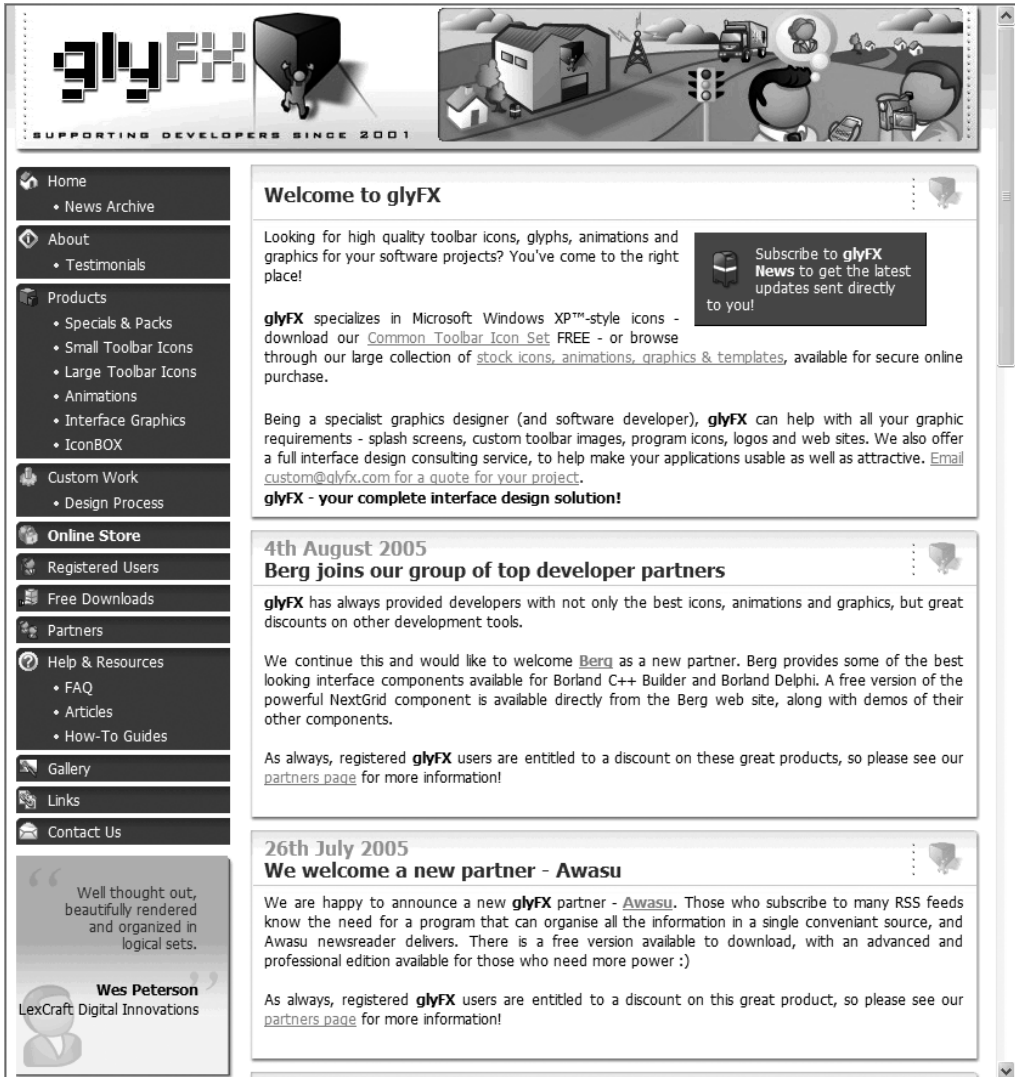 glyFX
SUPPORTING DEVELOPERS SINCE 2001
Home
• News Archive
About
• Testimonials
Products
• Specials & Packs
• Small Toolbar Icons
• Large Toolbar Icons
• Animations
• Interface Graphics
• IconBOX
Custom Work
• Design Process
Online Store
Registered Users
Free Downloads
Partners
Help & Resources
• FAQ
• Articles
• How-To Guides
Gallery
Links
Contact Us
“
Well thought out,
beautifully rendered
and organized in
logical sets.
”
Wes Peterson
LexCraft Digital Innovations
Welcome to glyFX
Looking for high quality toolbar icons, glyphs, animations and
graphics for your software projects? You've come to the right
place!
Subscribe to glyFX
News to get the latest
updates sent directly
to you!
glyFX specializes in Microsoft Windows XP™-style icons -
download our Common Toolbar Icon Set FREE - or browse
through our large collection of stock icons, animations, graphics & templates, available for secure online
purchase.
Being a specialist graphics designer (and software developer), glyFX can help with all your graphic
requirements - splash screens, custom toolbar images, program icons, logos and web sites. We also offer
a full interface design consulting service, to help make your applications usable as well as attractive. Email
custom@glyfx.com for a quote for your project.
glyFX - your complete interface design solution!
4th August 2005
Berg joins our group of top developer partners
glyFX has always provided developers with not only the best icons, animations and graphics, but great
discounts on other development tools.
We continue this and would like to welcome Berg as a new partner. Berg provides some of the best
looking interface components available for Borland C++ Builder and Borland Delphi. A free version of the
powerful NextGrid component is available directly from the Berg web site, along with demos of their
other components.
As always, registered glyFX users are entitled to a discount on these great products, so please see our
partners page for more information!
26th July 2005
We welcome a new partner - Awasu
We are happy to announce a new glyFX partner - Awasu. Those who subscribe to many RSS feeds
know the need for a program that can organise all the information in a single conveniant source, and
Awasu newsreader delivers. There is a free version available to download, with an advanced and
professional edition available for those who need more power :)
As always, registered glyFX users are entitled to a discount on this great product, so please see our
partners page for more information!